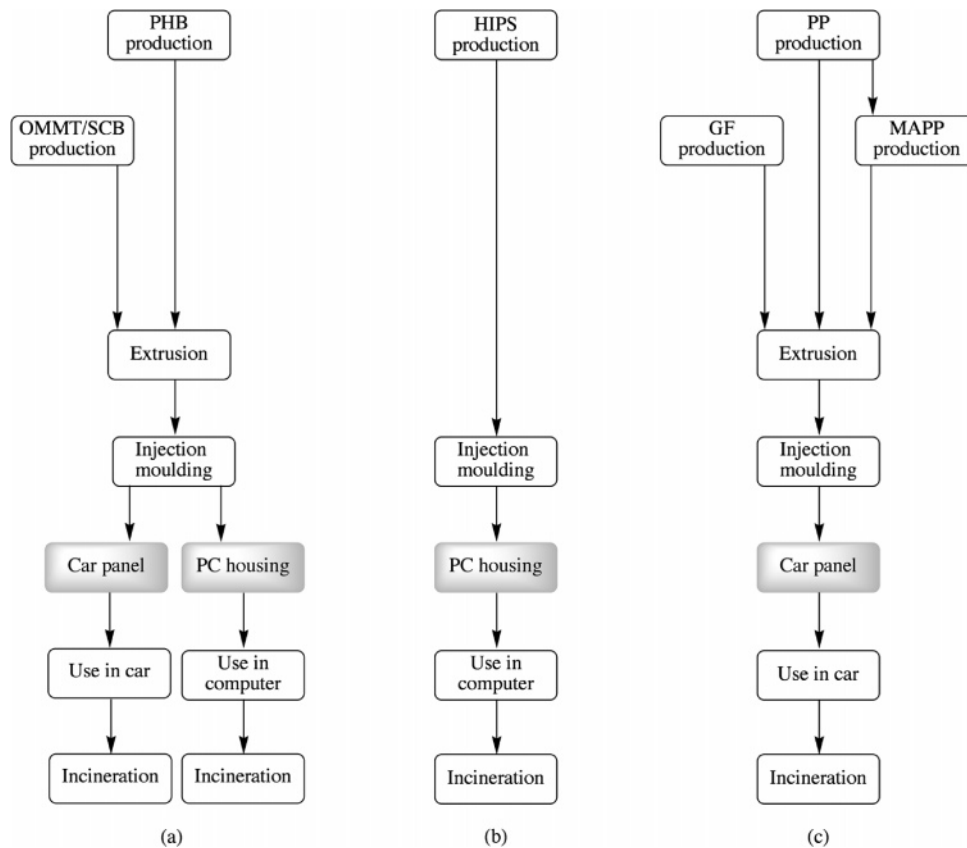 PHB
production
OMMT/SCB
production
Extrusion
Injection
moulding
Car panel
PC housing
Use in car
Use in
computer
Incineration
Incineration
(a)
HIPS
production
Injection
moulding
PC housing
Use in
computer
Incineration
(b)
PP
production
GF
production
MAPP
production
Extrusion
Injection
moulding
Car panel
Use in car
Incineration
(c)